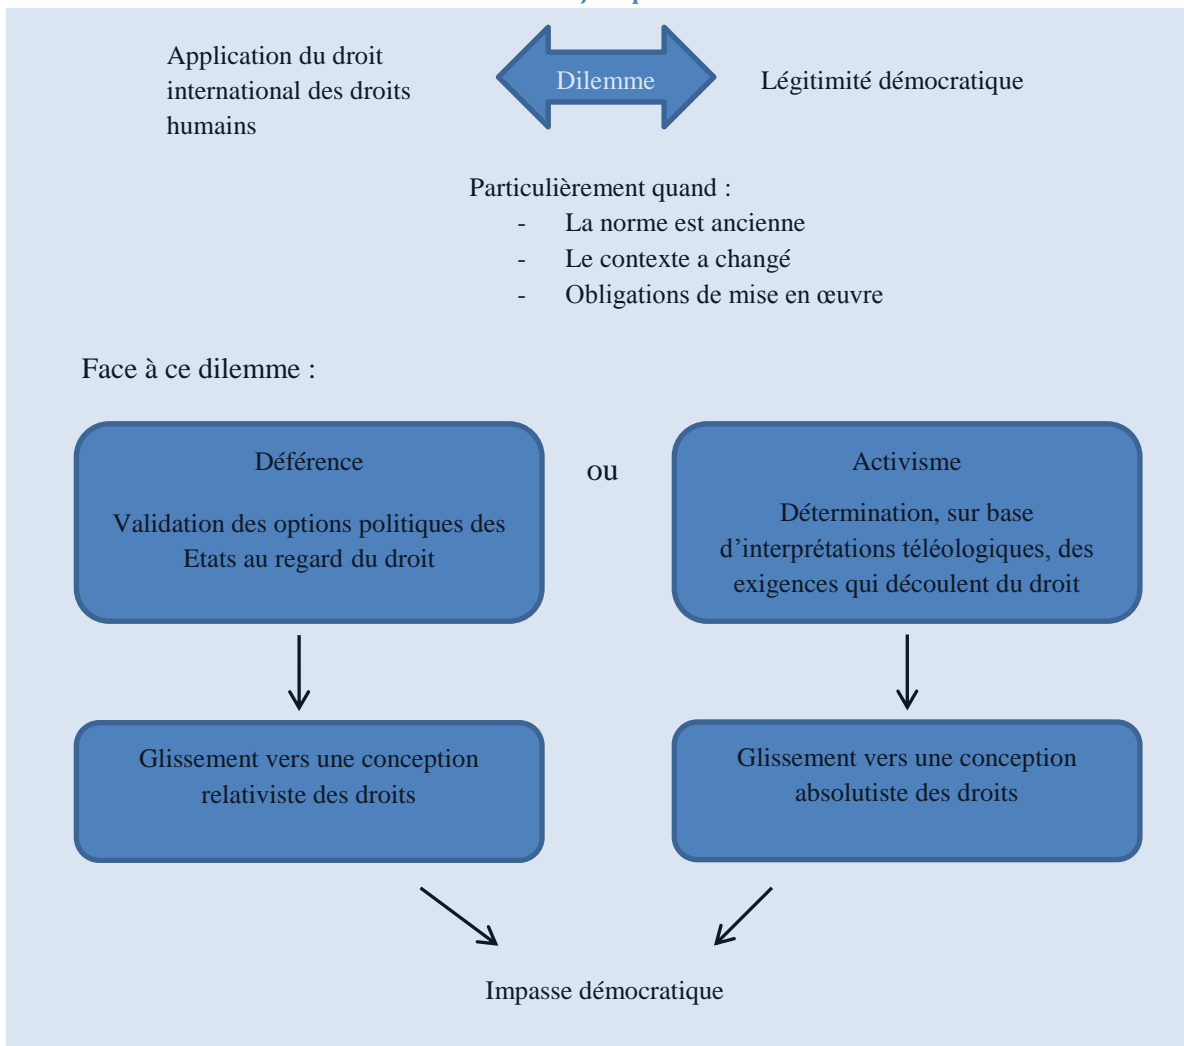 Application du droit
international des droits
humains
Dilemme
Légitimité démocratique
Particulièrement quand :
- La norme est ancienne
- Le contexte a changé
- Obligations de mise en œuvre
Face à ce dilemme :
Déférence
Validation des options politiques des
Etats au regard du droit
ou
Activisme
Détermination, sur base
d’interprétations téléologiques, des
exigences qui découlent du droit
Glissement vers une conception
relativiste des droits
Glissement vers une conception
absolutiste des droits
Impasse démocratique